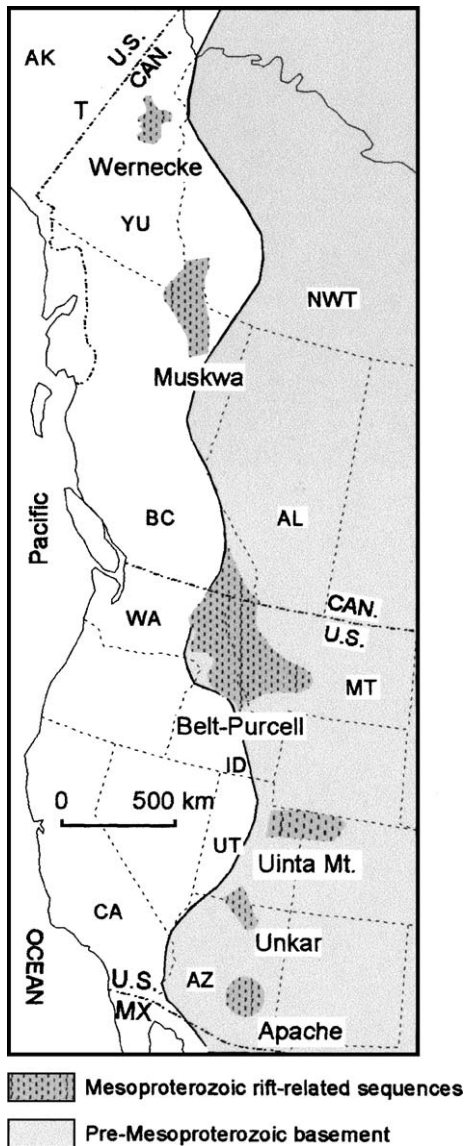 AK
U.S.
CAN.
T
Wernecke
YU
NWT
Muskwa
Pacific
BC
AL
WA
CAN.
U.S.
MT
Belt-Purcell
ID
0 500 km
UT
Uinta Mt.
CA
Unkar
OCEAN
U.S.
AZ
MX
Apache
Mesoproterozoic rift-related sequences
Pre-Mesoproterozoic basement